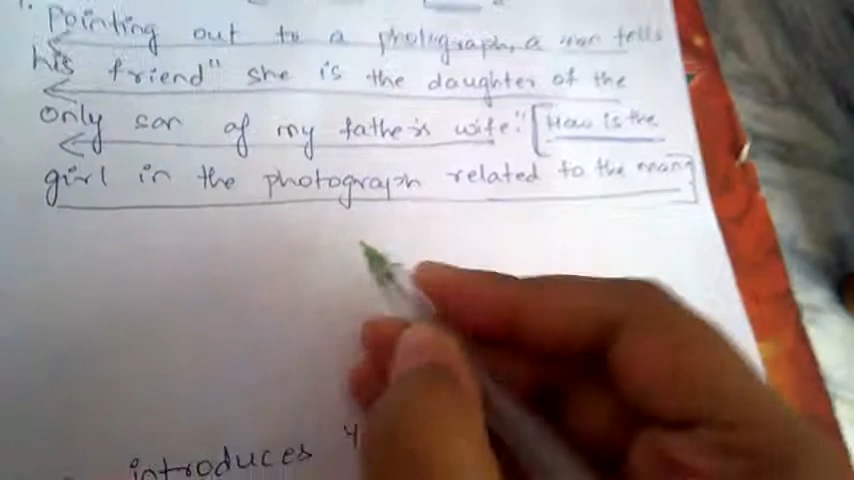 Pointing out to a photograph, a man tells
his friend" she is the daughter of the
only son of my father's wife." [How is the
girl in the photograph related to the man?]
introduces